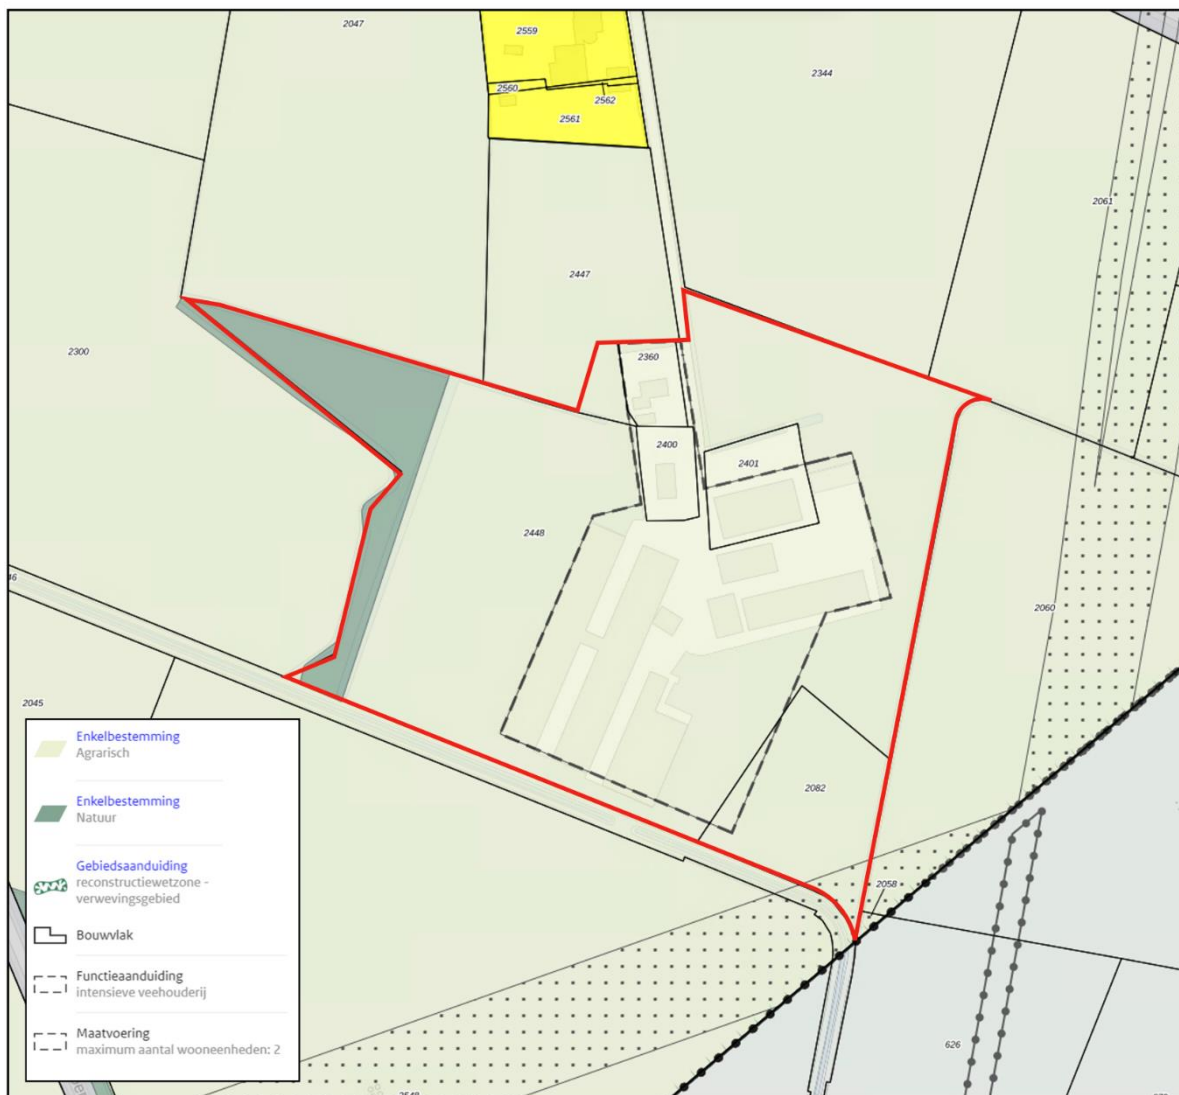 2047
2559
2344
2560
2562
2561
2061
2447
2300
2360
2400
2401
2448
46
2060
2045
2082
2058
626
Enkelbestemming
Agrarisch
Enkelbestemming
Natuur
Gebiedsaanduiding
reconstructiewetzone -
verwevingsgebied
Bouwvlak
Functieaanduiding
intensieve veehouderij
Maatvoering
maximum aantal wooneenheden: 2